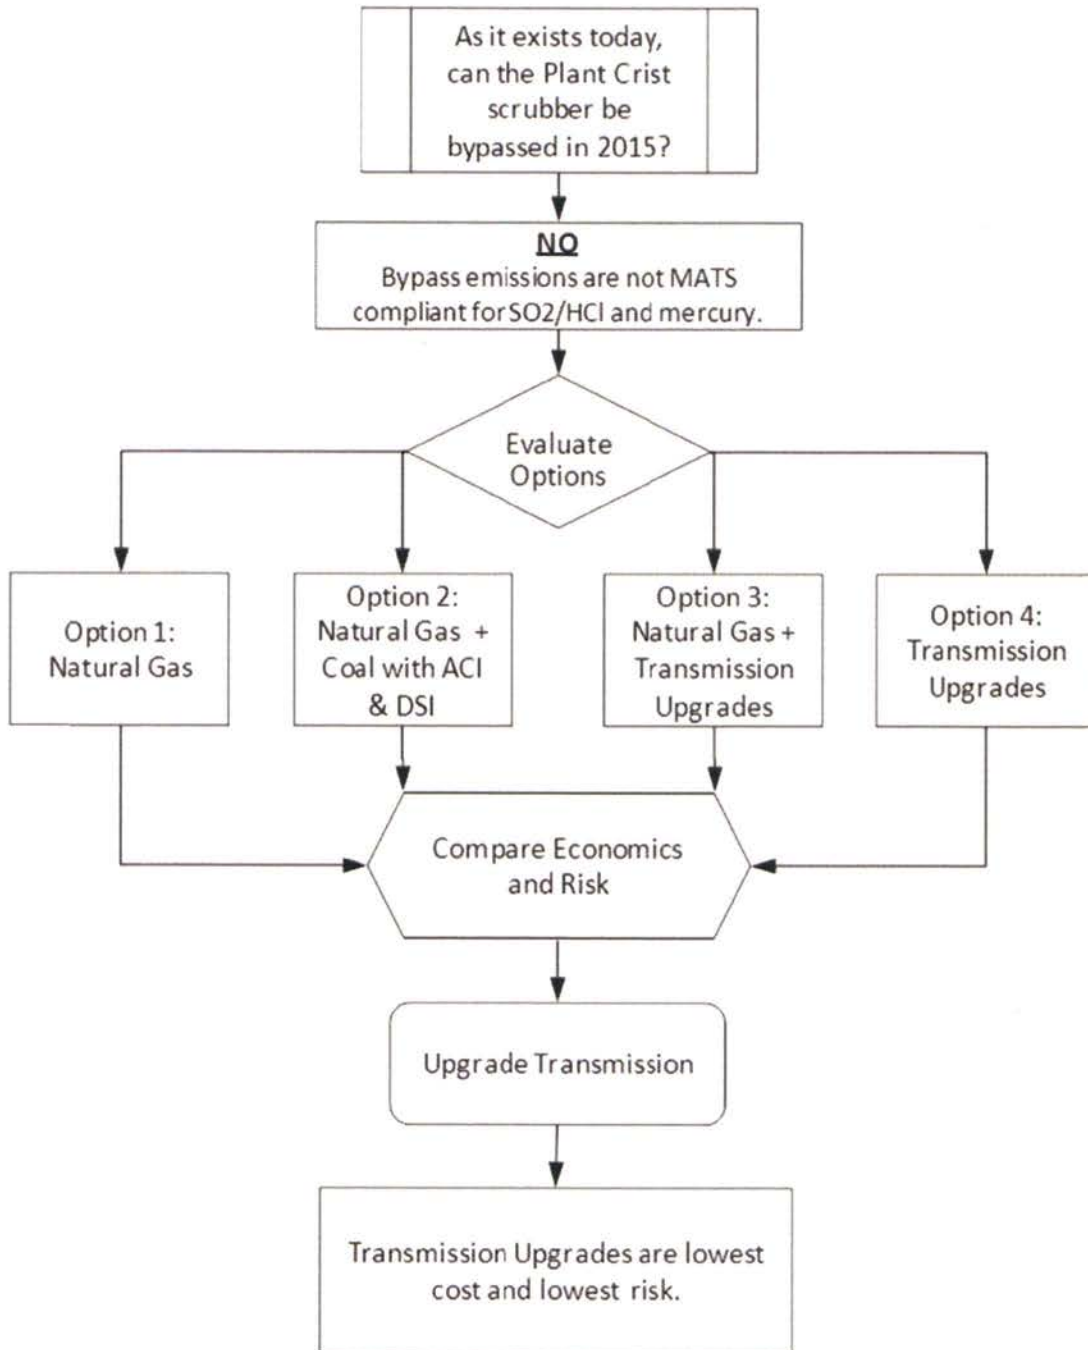 As it exists today,
can the Plant Crist
scrubber be
bypassed in 2015?
NO
Bypass emissions are not MATS
compliant for SO2/HCl and mercury.
Evaluate
Options
Option 1:
Natural Gas
Option 2:
Natural Gas +
Coal with ACI
& DSI
Option 3:
Natural Gas +
Transmission
Upgrades
Option 4:
Transmission
Upgrades
Compare Economics
and Risk
Upgrade Transmission
Transmission Upgrades are lowest
cost and lowest risk.